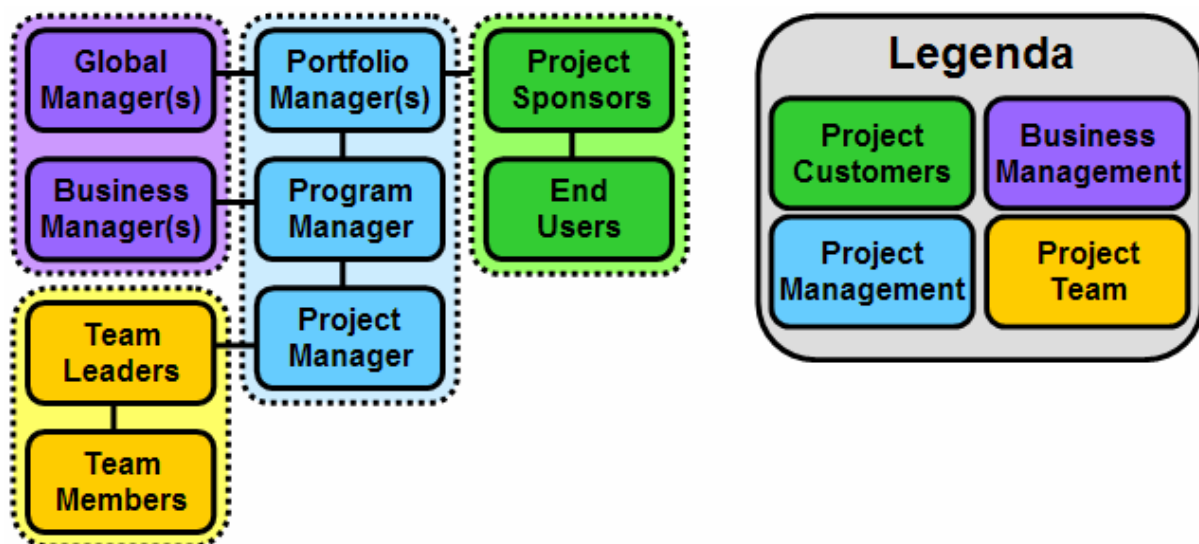 Global
Manager(s)
Portfolio
Manager(s)
Project
Sponsors
Business
Manager(s)
Program
Manager
End
Users
Team
Leaders
Project
Manager
Team
Members
Legenda
Project
Customers
Business
Management
Project
Management
Project
Team